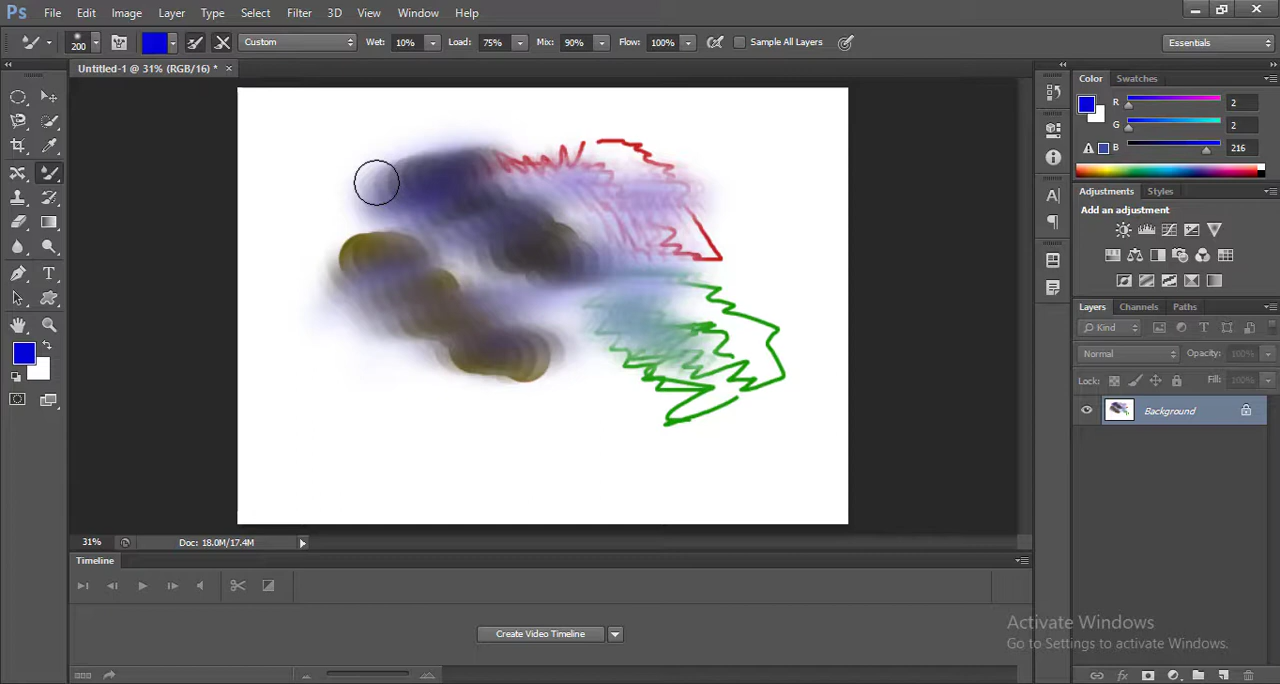 Ps File Edit Image Layer Type Select Filter 3D View Window Help
200 Custom Wet: 10% Load: 75% Mix: 90% Flow: 100% Sample All Layers Essentials
Untitled-1 @ 31% (RGB/16) * ×
Color Swatches
R 2
G 2
B 216
Adjustments Styles
Add an adjustment
Layers Channels Paths
Kind
Normal Opacity: 100%
Lock: Fill: 100%
Background
31% Doc: 18.0M/17.4M
Timeline
Create Video Timeline
Activate Windows
Go to Settings to activate Windows.